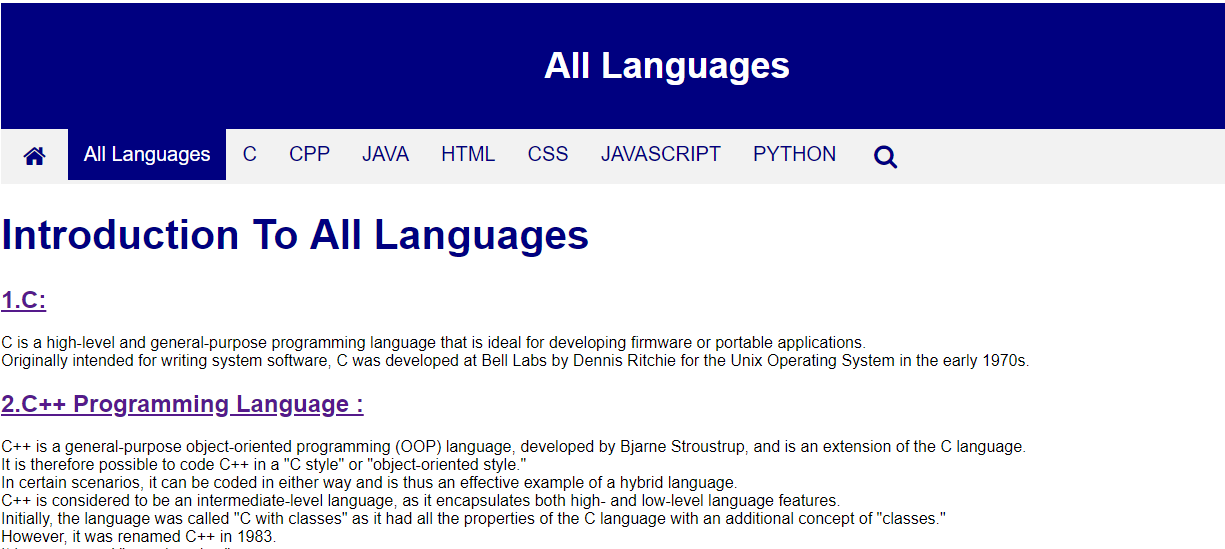 All Languages
All Languages C CPP JAVA HTML CSS JAVASCRIPT PYTHON
Introduction To All Languages
1.C:
C is a high-level and general-purpose programming language that is ideal for developing firmware or portable applications.
Originally intended for writing system software, C was developed at Bell Labs by Dennis Ritchie for the Unix Operating System in the early 1970s.
2.C++ Programming Language :
C++ is a general-purpose object-oriented programming (OOP) language, developed by Bjarne Stroustrup, and is an extension of the C language.
It is therefore possible to code C++ in a "C style" or "object-oriented style."
In certain scenarios, it can be coded in either way and is thus an effective example of a hybrid language.
C++ is considered to be an intermediate-level language, as it encapsulates both high- and low-level language features.
Initially, the language was called "C with classes" as it had all the properties of the C language with an additional concept of "classes."
However, it was renamed C++ in 1983.